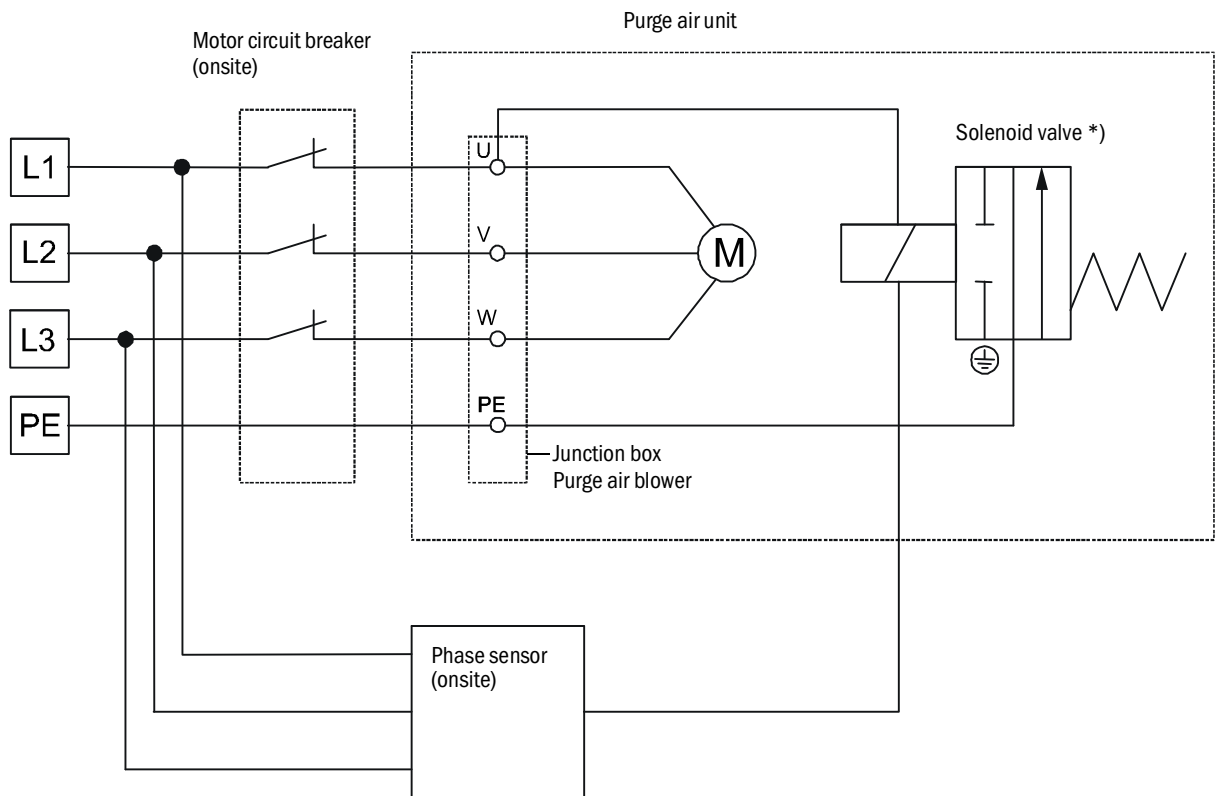 Purge air unit
Motor circuit breaker
(onsite)
Solenoid valve *)
L1
U
L2
V
M
L3
W
PE
PE
Junction box
Purge air blower
Phase sensor
(onsite)